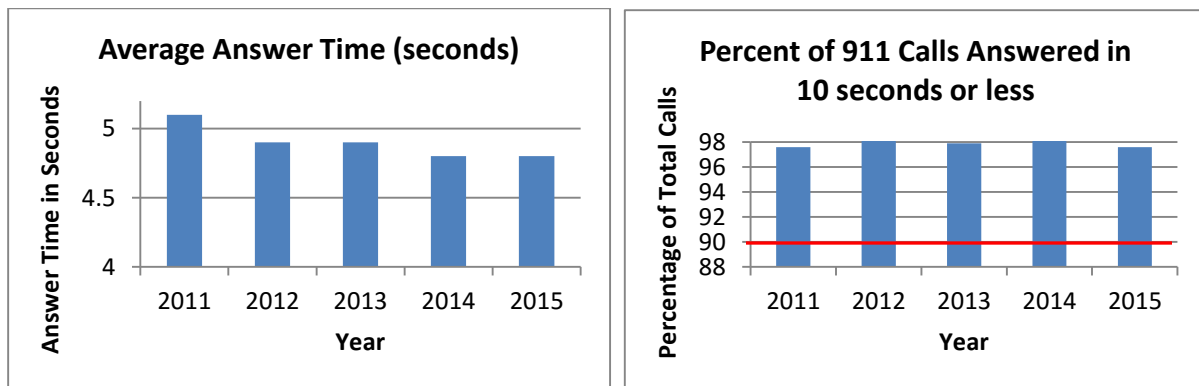 Average Answer Time (seconds)
Answer Time in Seconds
5
4.5
4
2011 2012 2013 2014 2015
Year
Percent of 911 Calls Answered in
10 seconds or less
Percentage of Total Calls
98
96
94
92
90
88
2011 2012 2013 2014 2015
Year